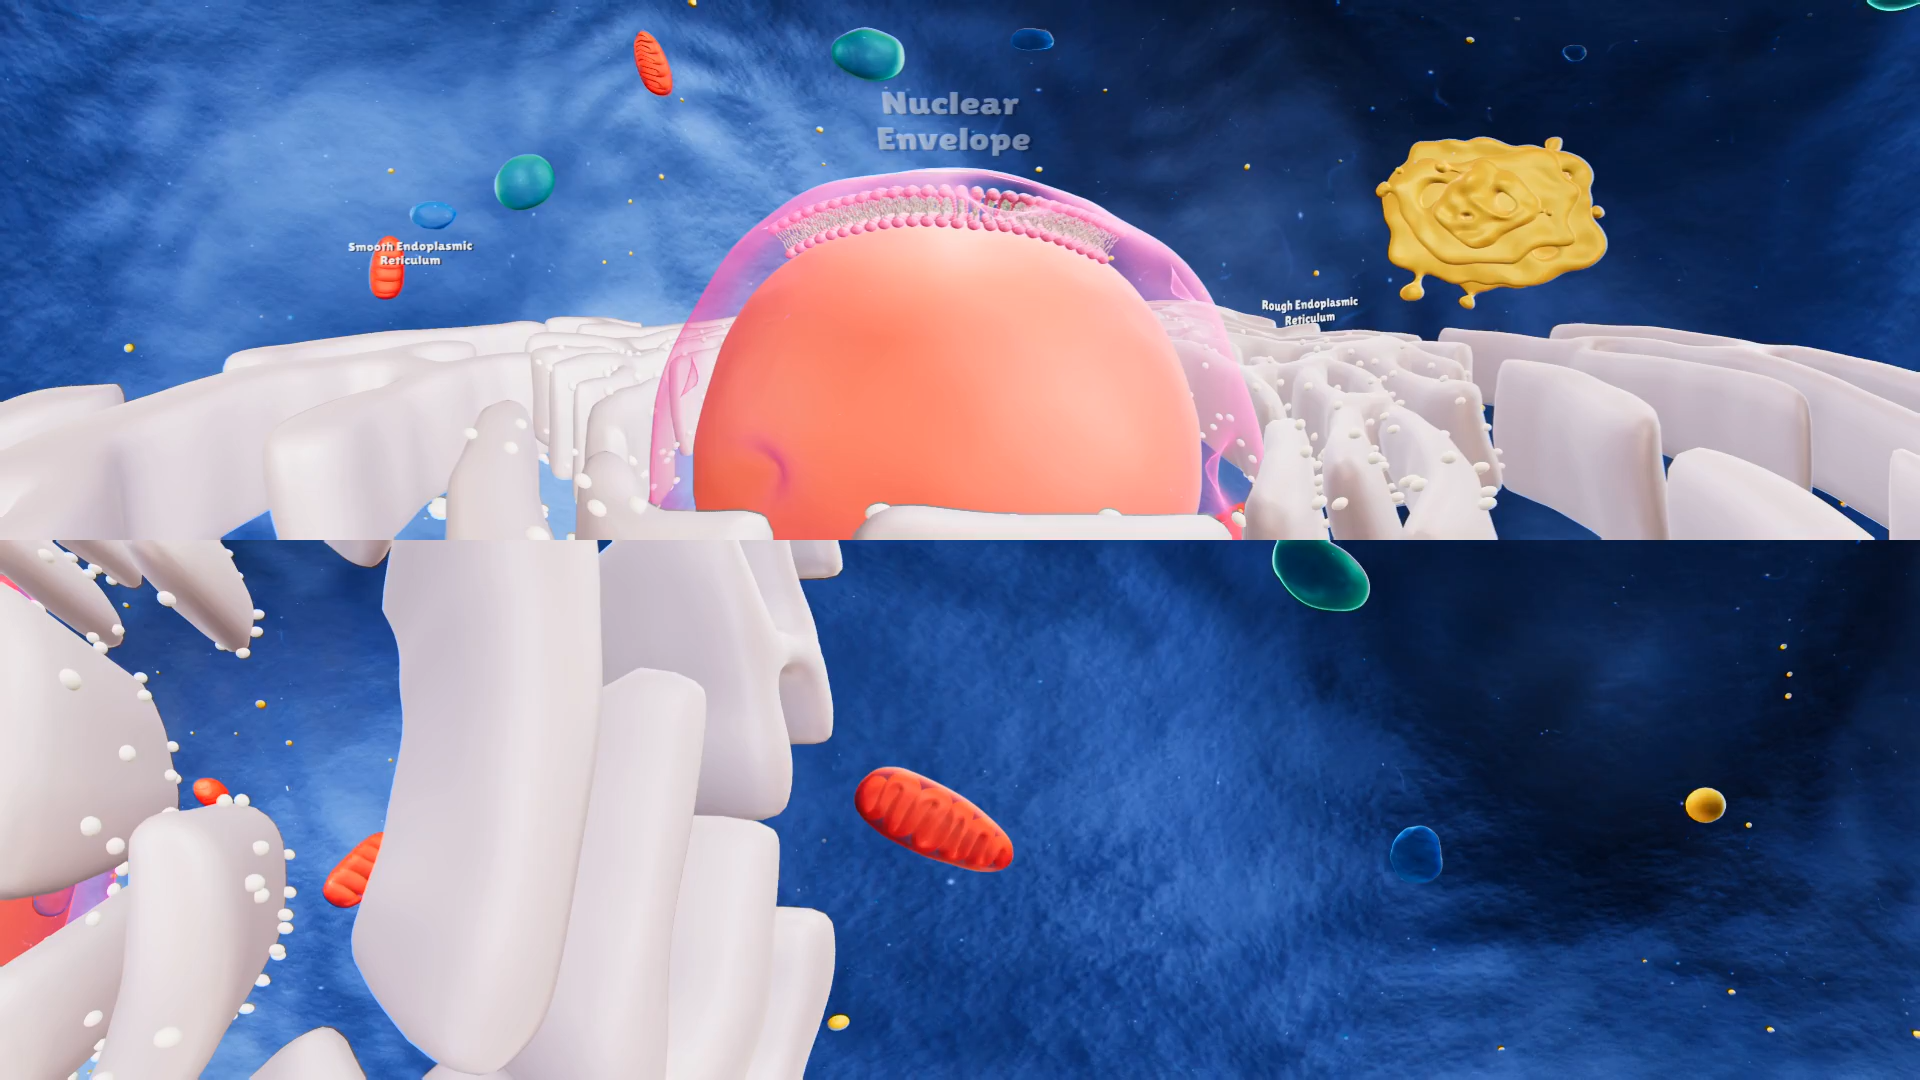 Nuclear
Envelope
Smooth Endoplasmic
Reticulum
Rough Endoplasmic
Reticulum